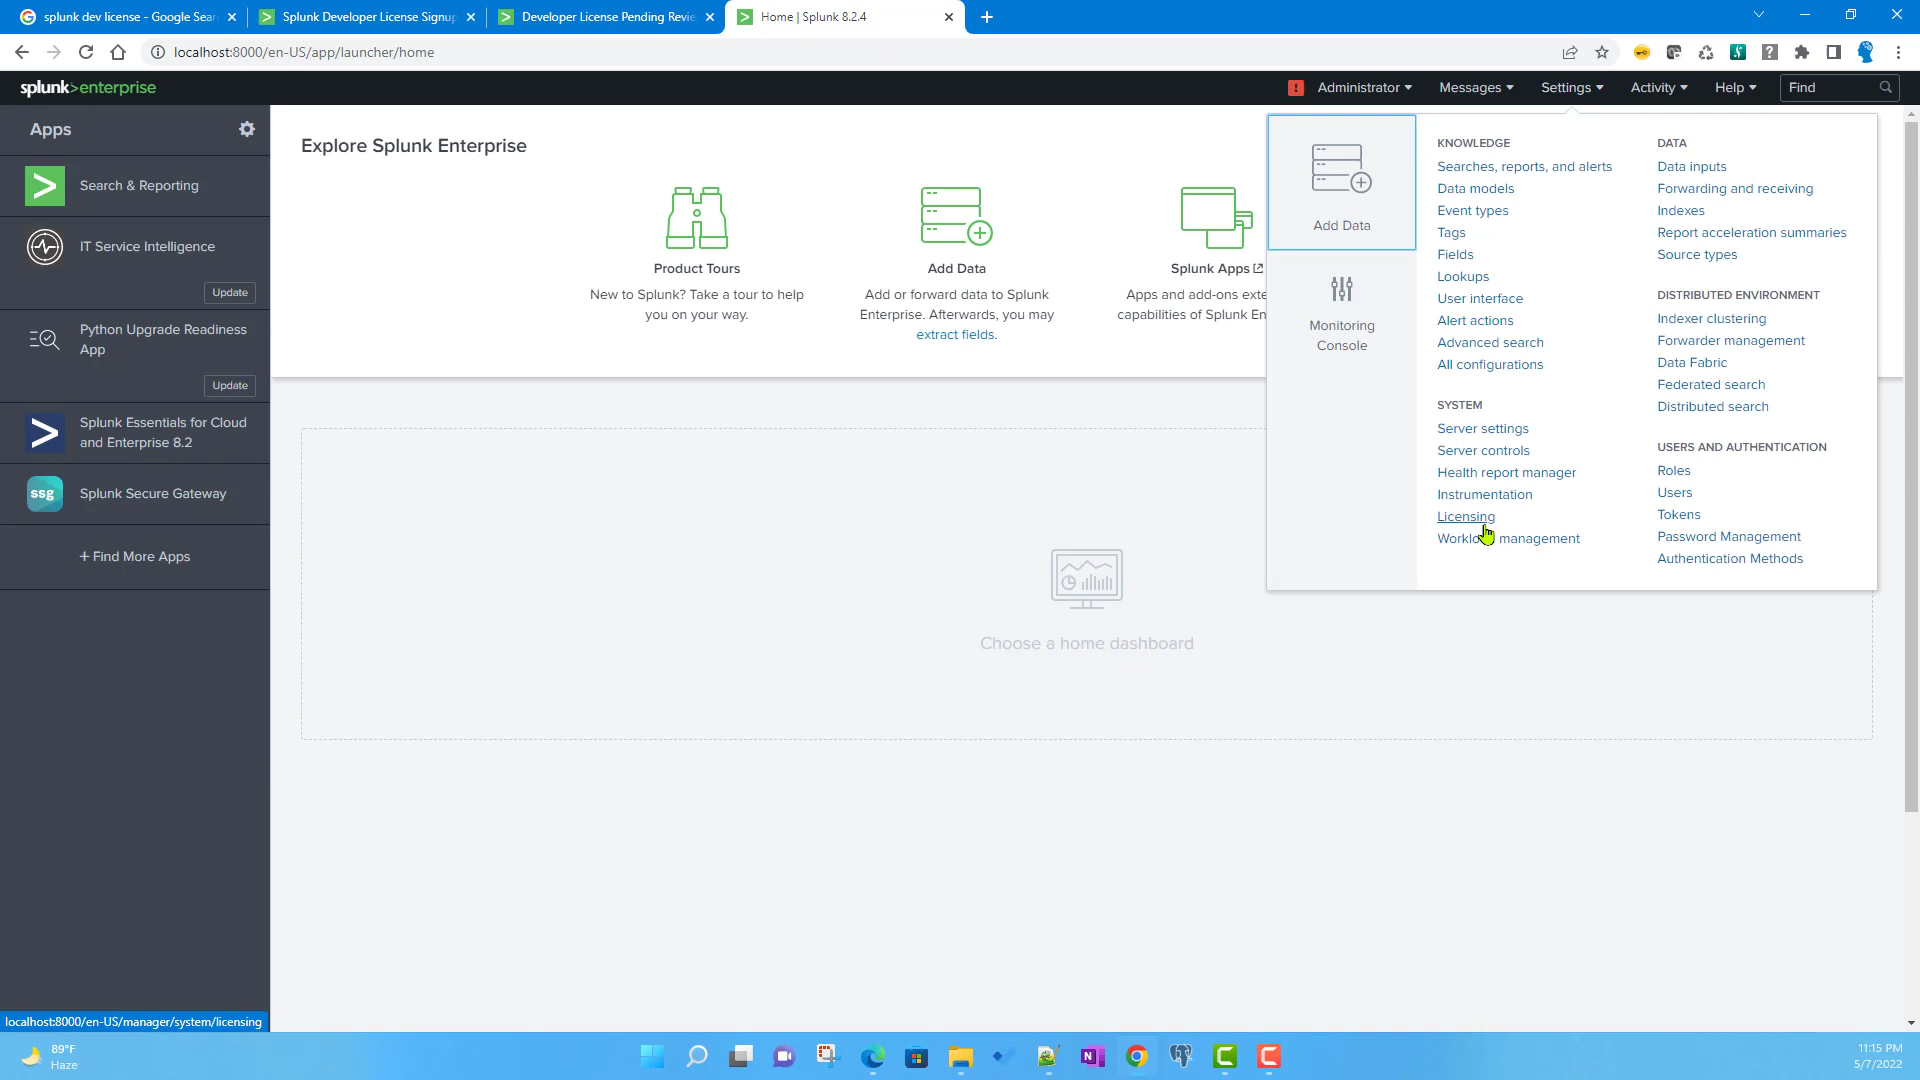 splunk dev license - Google Sear
Splunk Developer License Signup
Developer License Pending Revie
Home | Splunk 8.2.4
localhost:8000/en-US/app/launcher/home
splunk>enterprise
! Administrator Messages Settings Activity Help Find
Apps
Search & Reporting
IT Service Intelligence
Update
Python Upgrade Readiness
App
Update
Splunk Essentials for Cloud
and Enterprise 8.2
ssg
Splunk Secure Gateway
+ Find More Apps
Explore Splunk Enterprise
Product Tours
New to Splunk? Take a tour to help
you on your way.
Add Data
Add or forward data to Splunk
Enterprise. Afterwards, you may
extract fields.
Splunk Apps
Apps and add-ons exte
capabilities of Splunk En
Choose a home dashboard
Add Data
Monitoring
Console
KNOWLEDGE
Searches, reports, and alerts
Data models
Event types
Tags
Fields
Lookups
User interface
Alert actions
Advanced search
All configurations
SYSTEM
Server settings
Server controls
Health report manager
Instrumentation
Licensing
management
DATA
Data inputs
Forwarding and receiving
Indexes
Report acceleration summaries
Source types
DISTRIBUTED ENVIRONMENT
Indexer clustering
Forwarder management
Data Fabric
Federated search
Distributed search
USERS AND AUTHENTICATION
Roles
Users
Tokens
Password Management
Authentication Methods
localhost:8000/en-US/manager/system/licensing
89°F
Haze
11:15 PM
5/7/2022